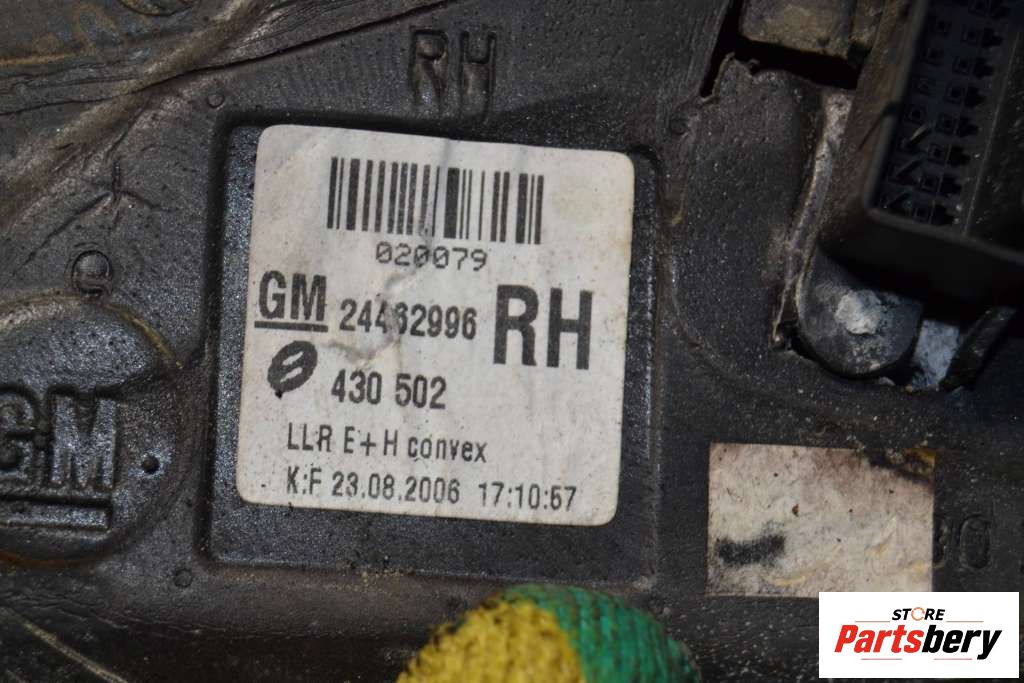 RH
020079
GM 24462996 RH
430 502
LLR E+H convex
K:F 23.08.2006 17:10:57
GM
STORE
Partsbery